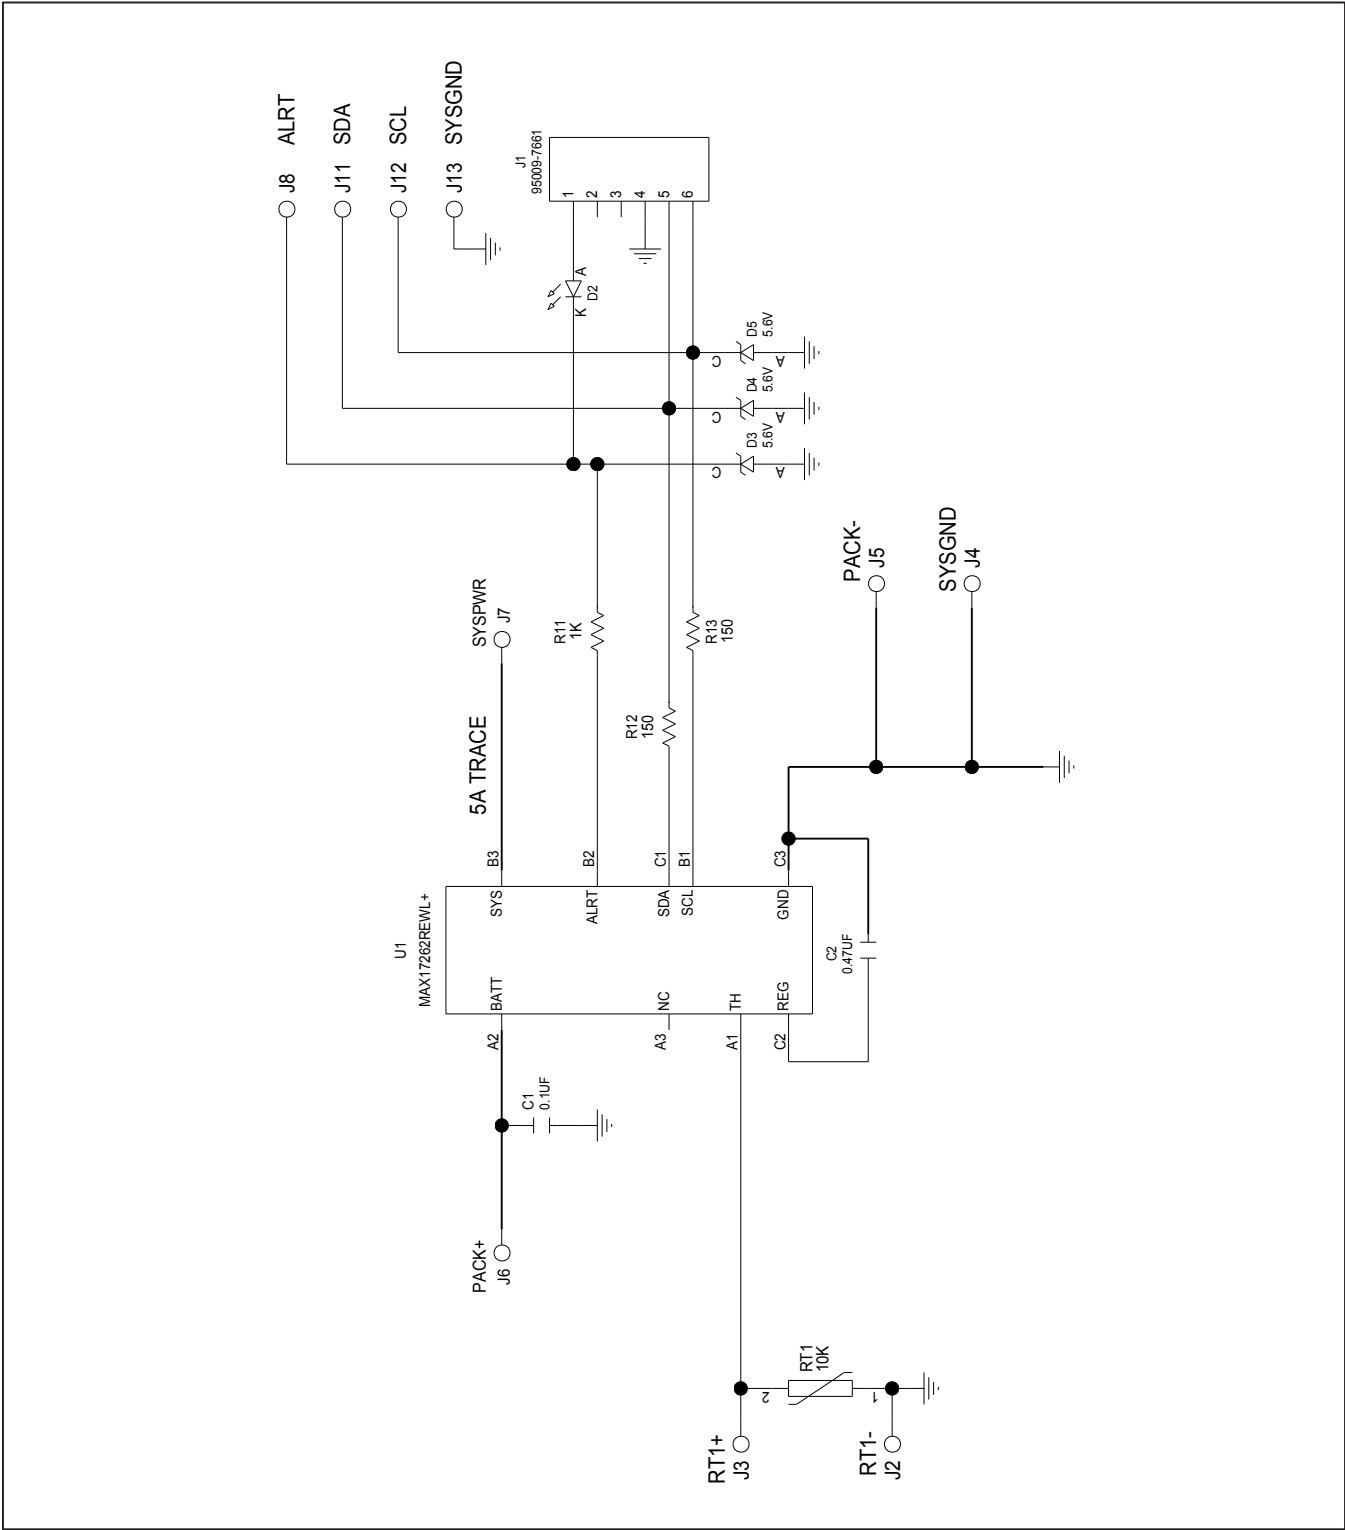 J8 ALRT
J11 SDA
J12 SCL
J13 SYSGND
J1
95009-7661
1
2
3
4
5
6
A
D2
K
D5
5.6V
C
A
D4
5.6V
C
A
D3
5.6V
C
A
SYSPWR
J7
5A TRACE
R11
1K
R12
150
R13
150
PACK-
J5
SYSGND
J4
U1
MAX17262REWL+
B3
SYS
B2
ALRT
C1
SDA
B1
SCL
C3
GND
A2
BATT
A3
NC
A1
TH
C2
REG
C2
0.47UF
C1
0.1UF
PACK+
J6
RT1
10K
2
1
RT1+
J3
RT1-
J2